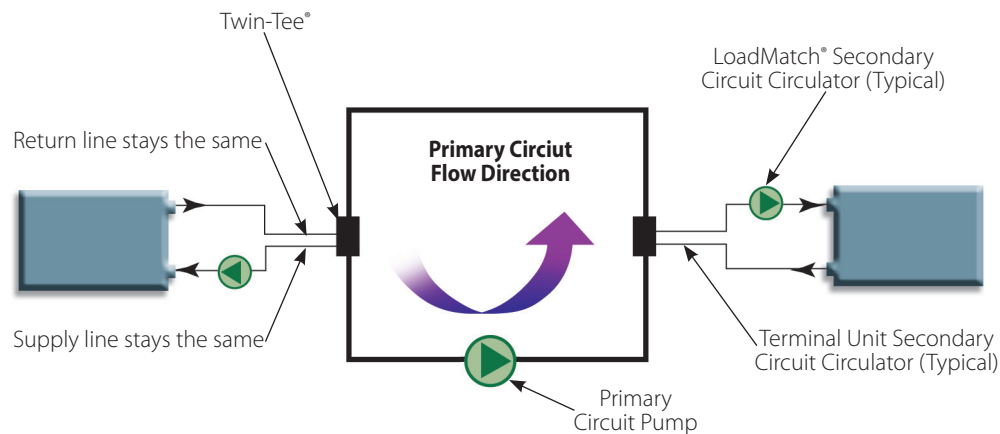 Twin-Tee®
LoadMatch® Secondary
Circuit Circulator (Typical)
Return line stays the same
Primary Circiut
Flow Direction
Supply line stays the same
Terminal Unit Secondary
Circuit Circulator (Typical)
Primary
Circuit Pump